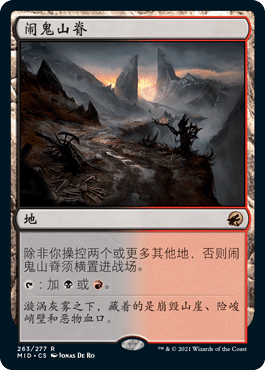 闹鬼山脊
地
除非你操控两个或更多其他地，否则闹
鬼山脊须横置进战场。
：加或。
漩涡灰雾之下，藏着的是崩毁山崖、险峻
峭壁和恶物血口。
263/277 R
MID • CS JONAS DE RO
™ & © 2021 Wizards of the Coast